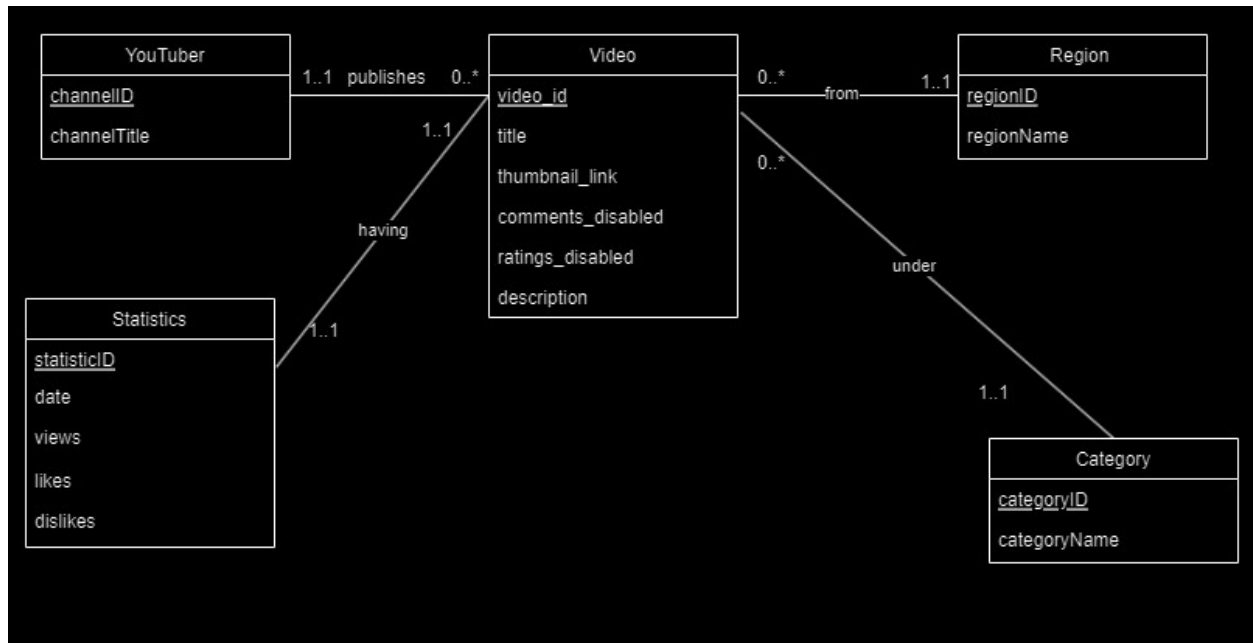 YouTuber
channelID
channelTitle
1..1 publishes 0..*
Video
video_id
title
thumbnail_link
comments_disabled
ratings_disabled
description
0..* from 1..1
Region
regionID
regionName
1..1
having
1..1
0..*
under
1..1
Statistics
statisticID
date
views
likes
dislikes
Category
categoryID
categoryName